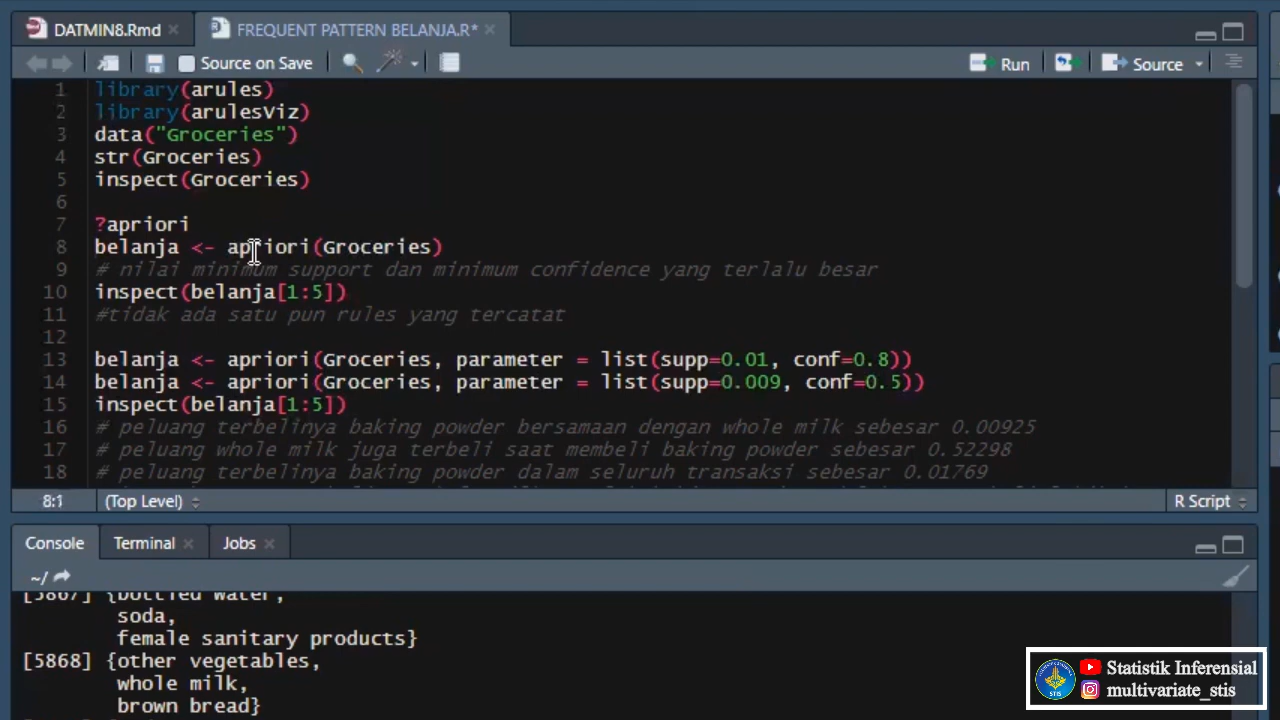 DATMIN8.Rmd
FREQUENT PATTERN BELANJA.R*
Source on Save
Run
Source
1 library(arules)
2 library(arulesViz)
3 data("Groceries")
4 str(Groceries)
5 inspect(Groceries)
6
7 ?apriori
8 belanja <- apriori(Groceries)
9 # nilai minimum support dan minimum confidence yang terlalu besar
10 inspect(belanja[1:5])
11 #tidak ada satu pun rules yang tercatat
12
13 belanja <- apriori(Groceries, parameter = list(supp=0.01, conf=0.8))
14 belanja <- apriori(Groceries, parameter = list(supp=0.009, conf=0.5))
15 inspect(belanja[1:5])
16 # peluang terbelinya baking powder bersamaan dengan whole milk sebesar 0.00925
17 # peluang whole milk juga terbeli saat membeli baking powder sebesar 0.52298
18 # peluang terbelinya baking powder dalam seluruh transaksi sebesar 0.01769
8:1 (Top Level)
R Script
Console
Terminal
Jobs
~/
[5867] {bottled water,
soda,
female sanitary products}
[5868] {other vegetables,
whole milk,
brown bread}
STIS
Statistik Inferensial
multivariate_stis